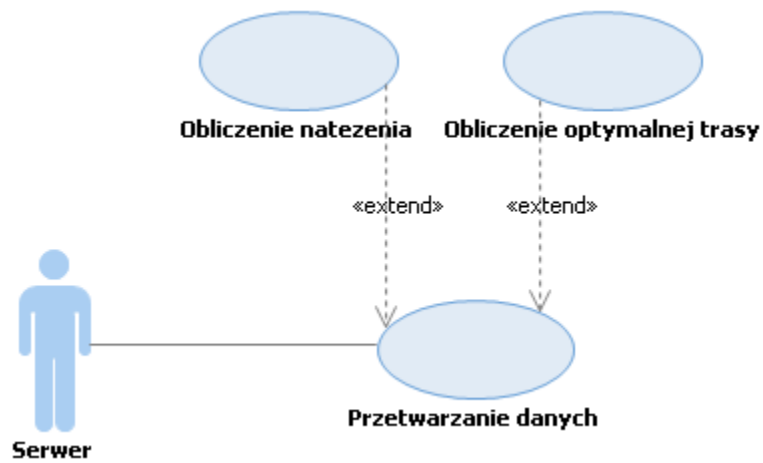 Obliczenie natezenia
Obliczenie optymalnej trasy
«extend»
«extend»
Przetwarzanie danych
Serwer